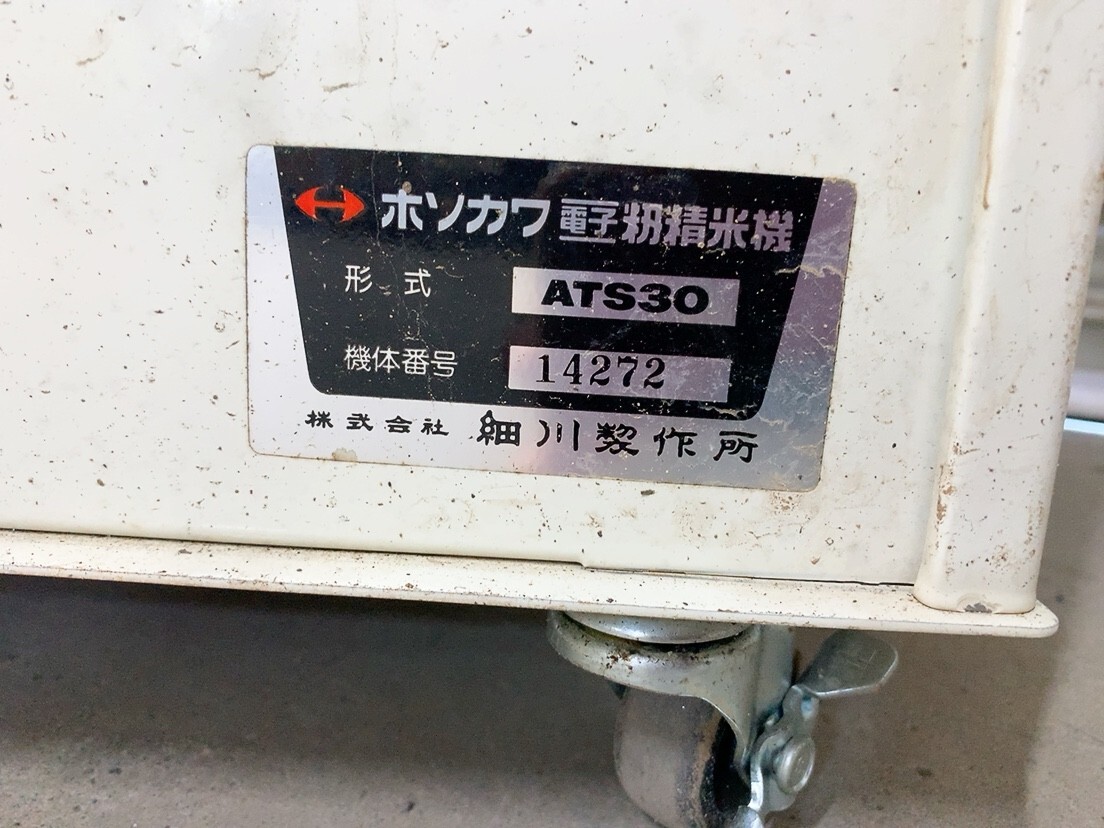 ホソカワ電子籾精米機
形式 ATS30
機体番号 14272
株式会社 細川製作所